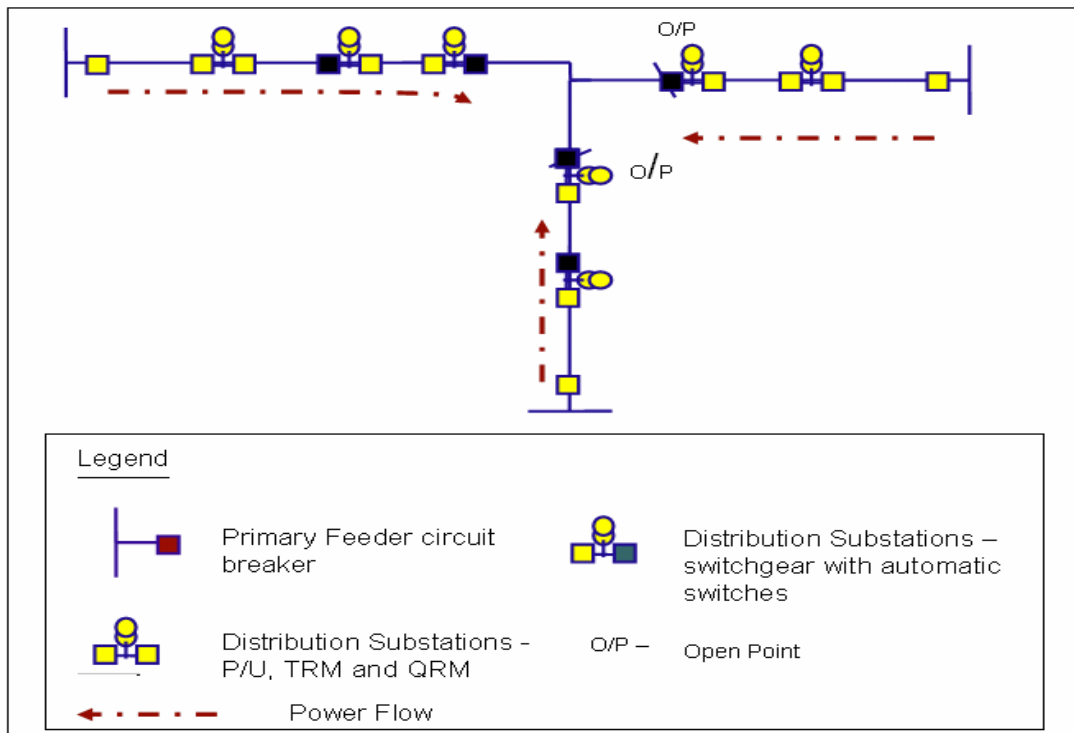 O/P
O/P
Legend
Primary Feeder circuit
breaker
Distribution Substations –
switchgear with automatic
switches
Distribution Substations -
P/U, TRM and QRM
O/P – Open Point
Power Flow